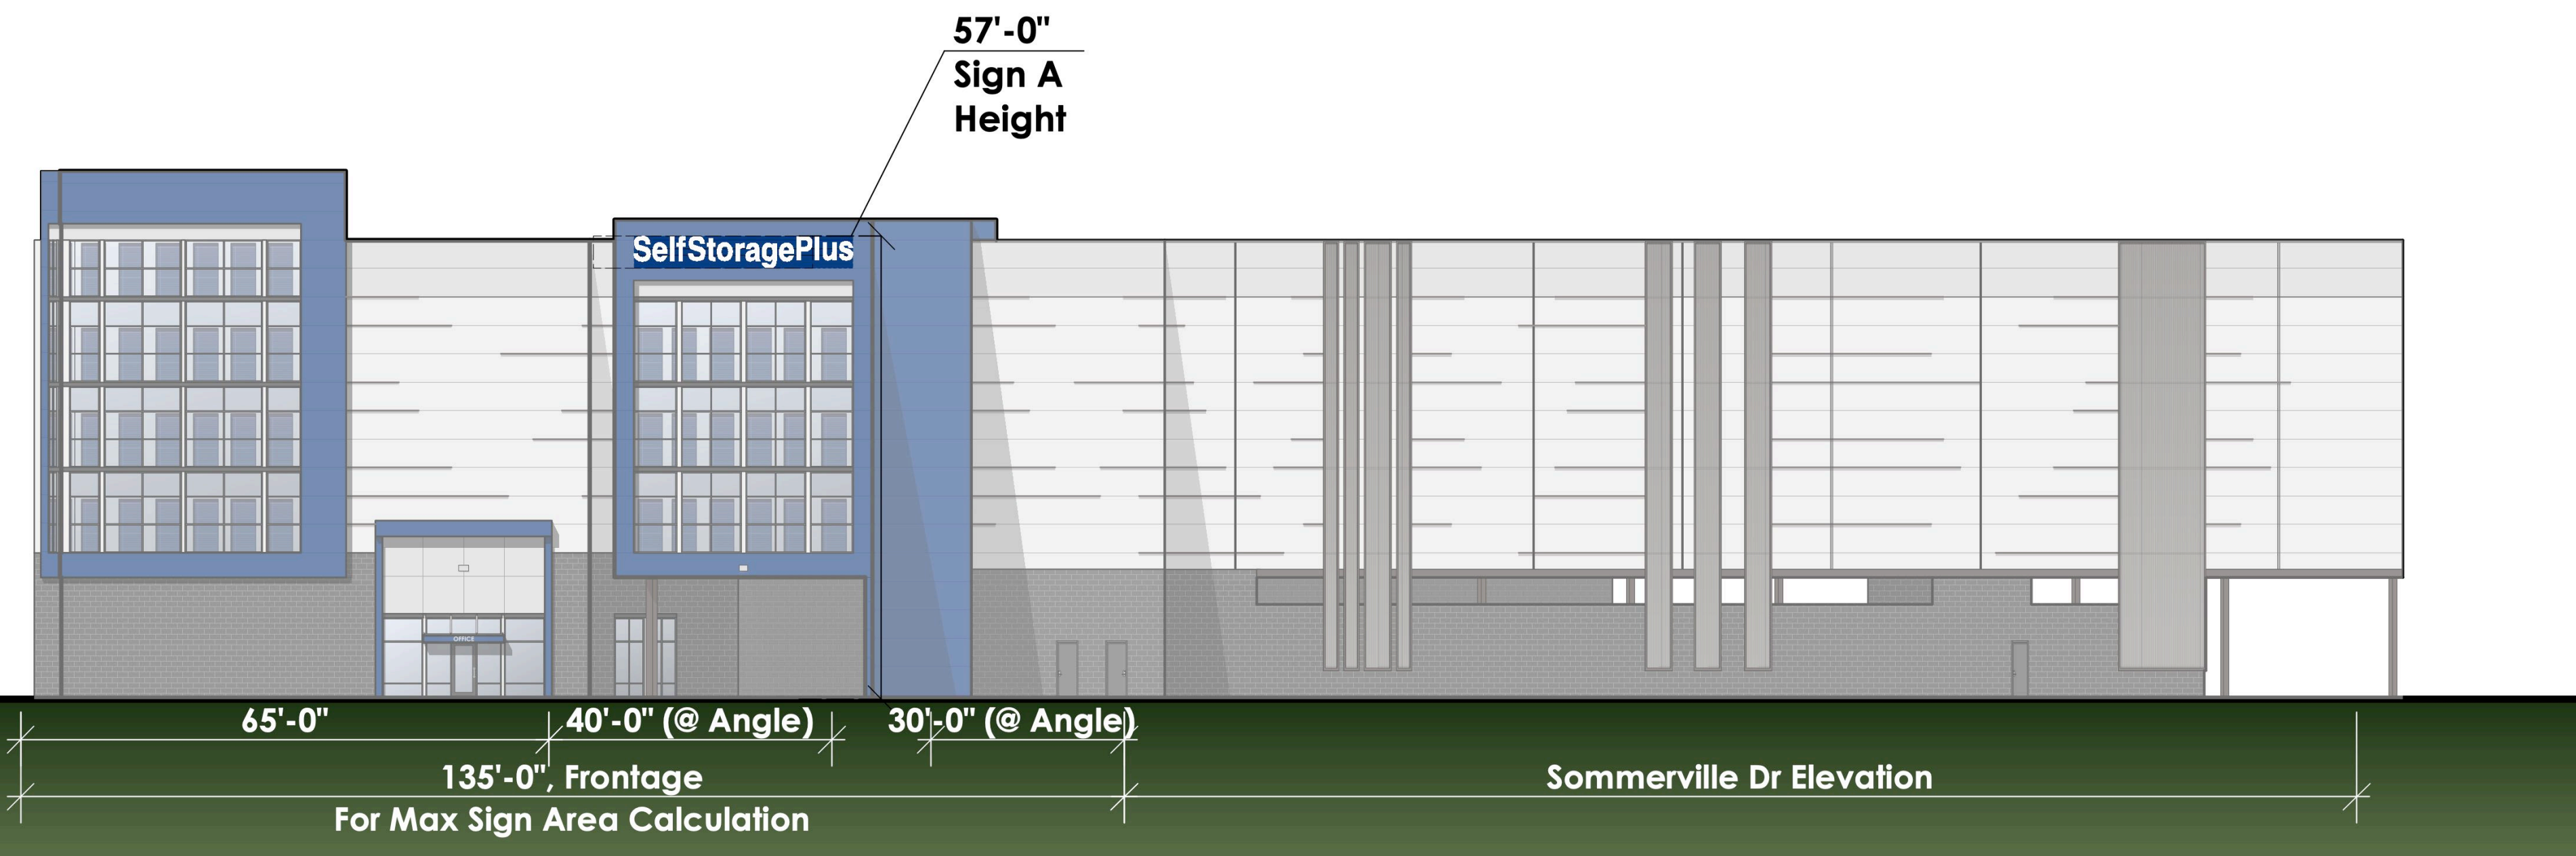 57'-0"
Sign A
Height
SelfStoragePlus
OFFICE
65'-0"
40'-0" (@ Angle)
30'-0" (@ Angle)
135'-0", Frontage
For Max Sign Area Calculation
Sommerville Dr Elevation